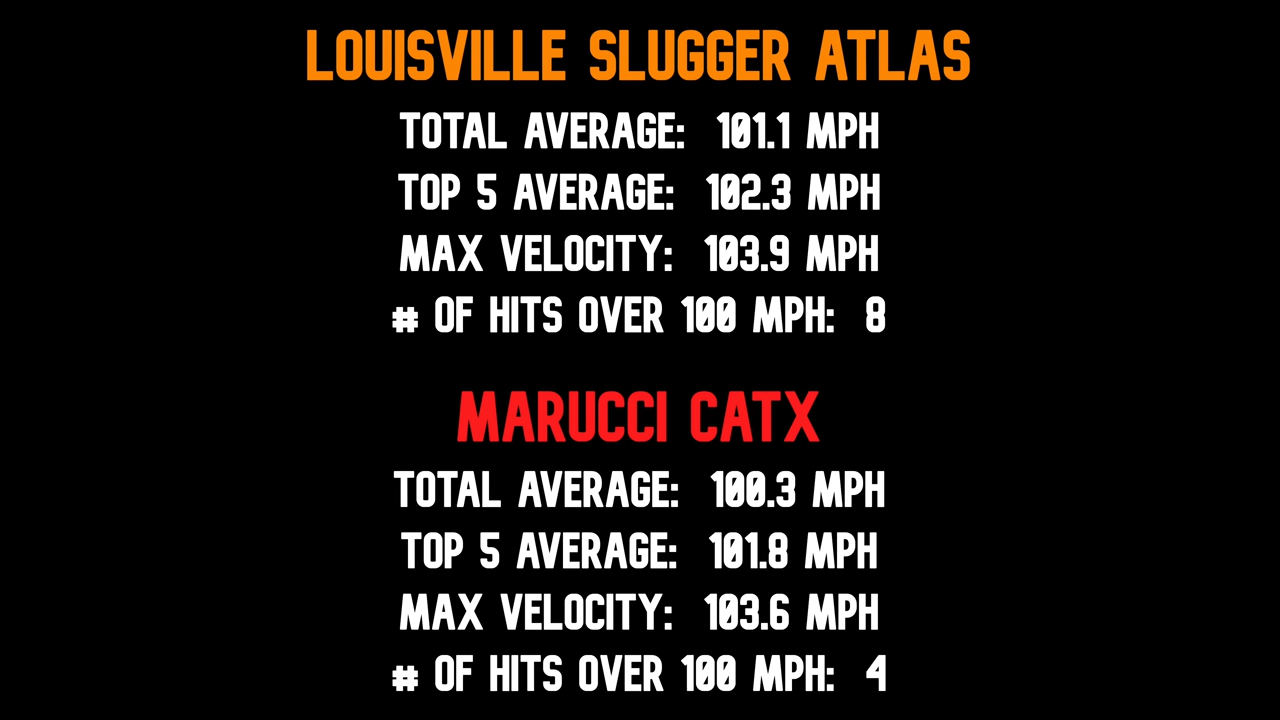 LOUISVILLE SLUGGER ATLAS
TOTAL AVERAGE: 101.1 MPH
TOP 5 AVERAGE: 102.3 MPH
MAX VELOCITY: 103.9 MPH
# OF HITS OVER 100 MPH: 8
MARUCCI CATX
TOTAL AVERAGE: 100.3 MPH
TOP 5 AVERAGE: 101.8 MPH
MAX VELOCITY: 103.6 MPH
# OF HITS OVER 100 MPH: 4